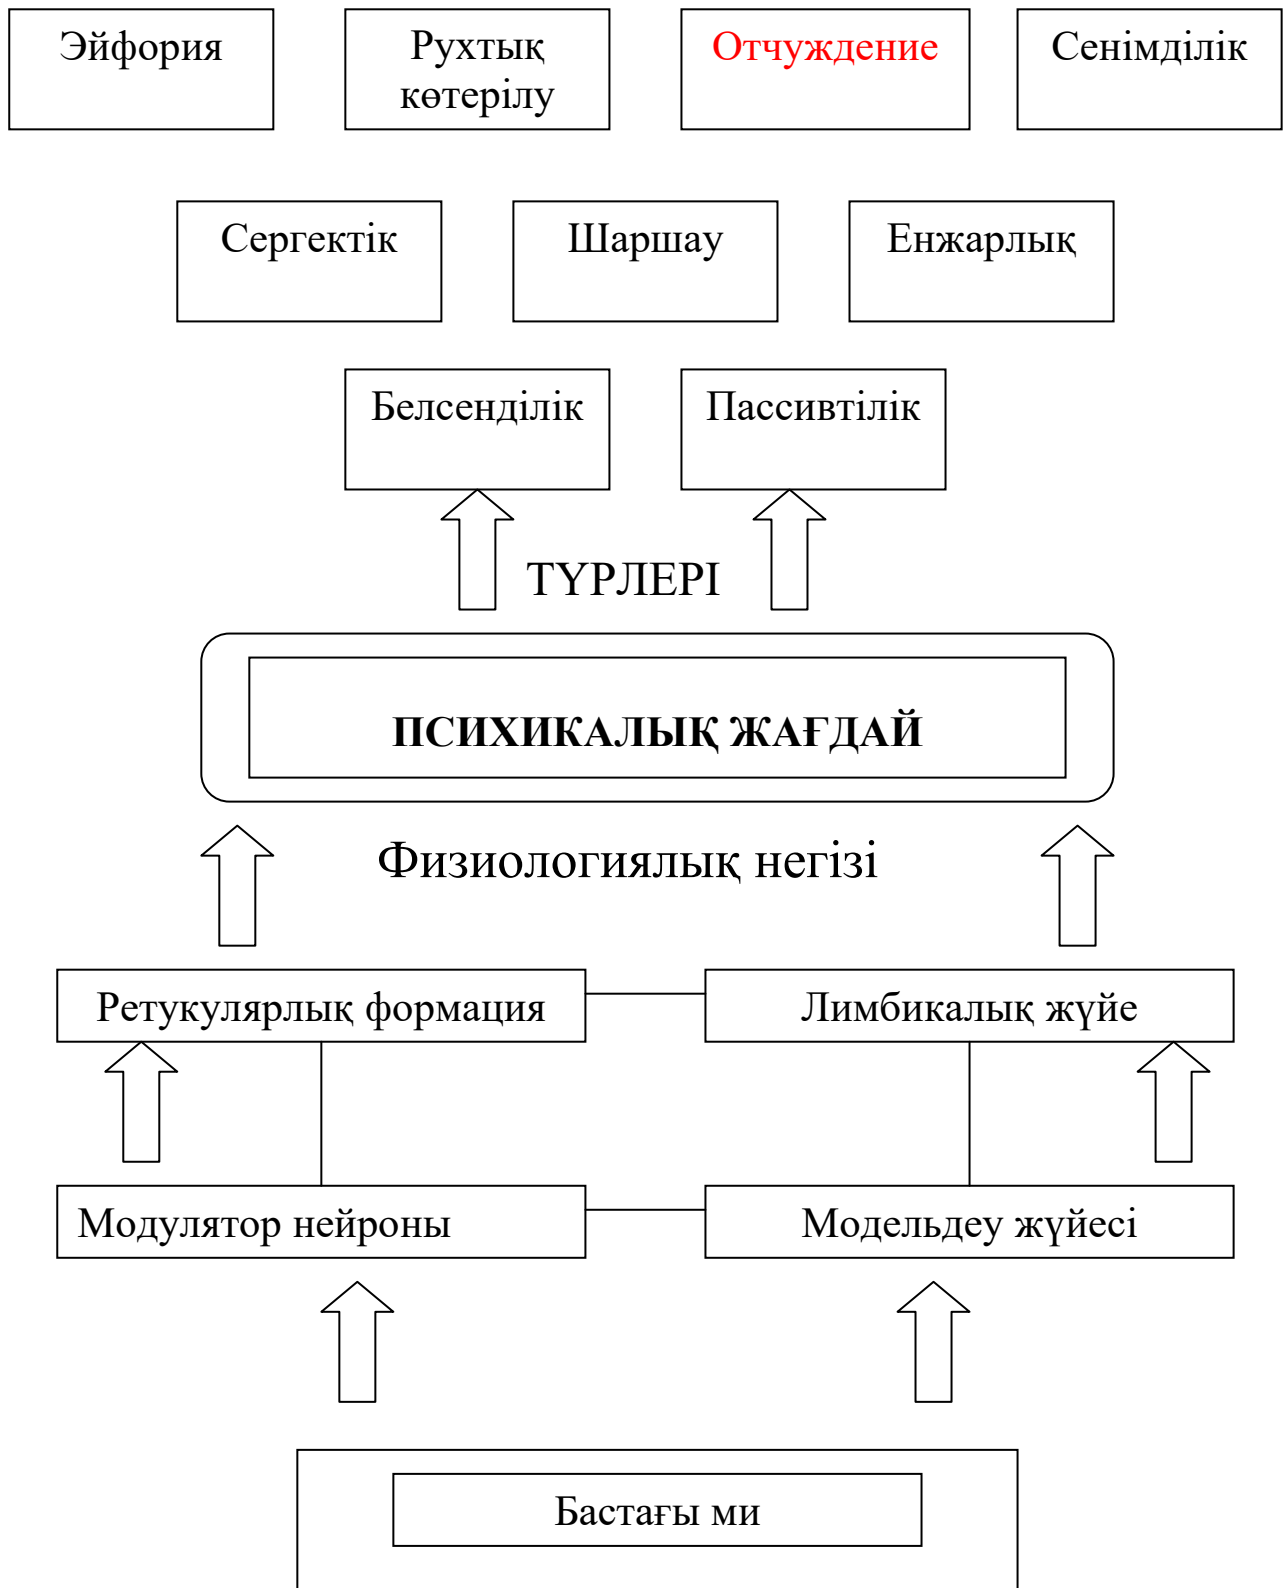 Эйфория
Рухтық
көтерілу
Отчуждение
Сенімділік
Сергектік
Шаршау
Енжарлық
Белсенділік
Пассивтілік
ТҮРЛЕРІ
ПСИХИКАЛЫҚ ЖАҒДАЙ
Физиологиялық негізі
Ретукулярлық формация
Лимбикалық жүйе
Модулятор нейроны
Модельдеу жүйесі
Бастағы ми